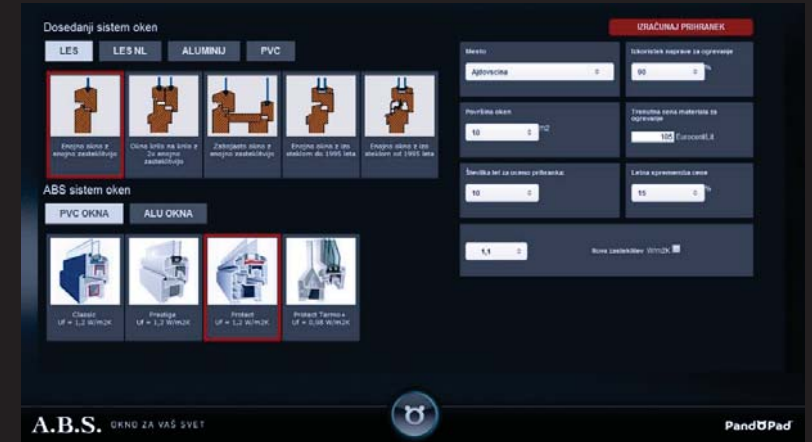 Dosedanji sistem oken
IZRAČUNAJ PRIHRANEK
LES
LES NL
ALUMINIJ
PVC
Enojno okno z
enojno zasteklitvijo
Okno krilo na krilo z
2x enojno
zasteklitvijo
Zabojasto okno z
enojno zasteklitvijo
Enojno okno z izo
steklom do 1995 leta
Enojno okno z izo
steklom od 1995 leta
ABS sistem oken
PVC OKNA
ALU OKNA
Classic
Uf = 1,2 W/m2K
Prestige
Uf = 1,2 W/m2K
Protect
Uf = 1,2 W/m2K
Protect Termo+
Uf = 0,98 W/m2K
Mesto
Ajdovscina
Izkoristek naprave za ogrevanje
90
%
Površina oken
10
m2
Trenutna cena materiala za
ogrevanje
105 Eurocent/Lit
Številka let za oceno prihranka:
10
Letna sprememba cene
15
%
1,1
Nova zasteklitev W/m2K
A.B.S. OKNO ZA VAŠ SVET
PandOPad